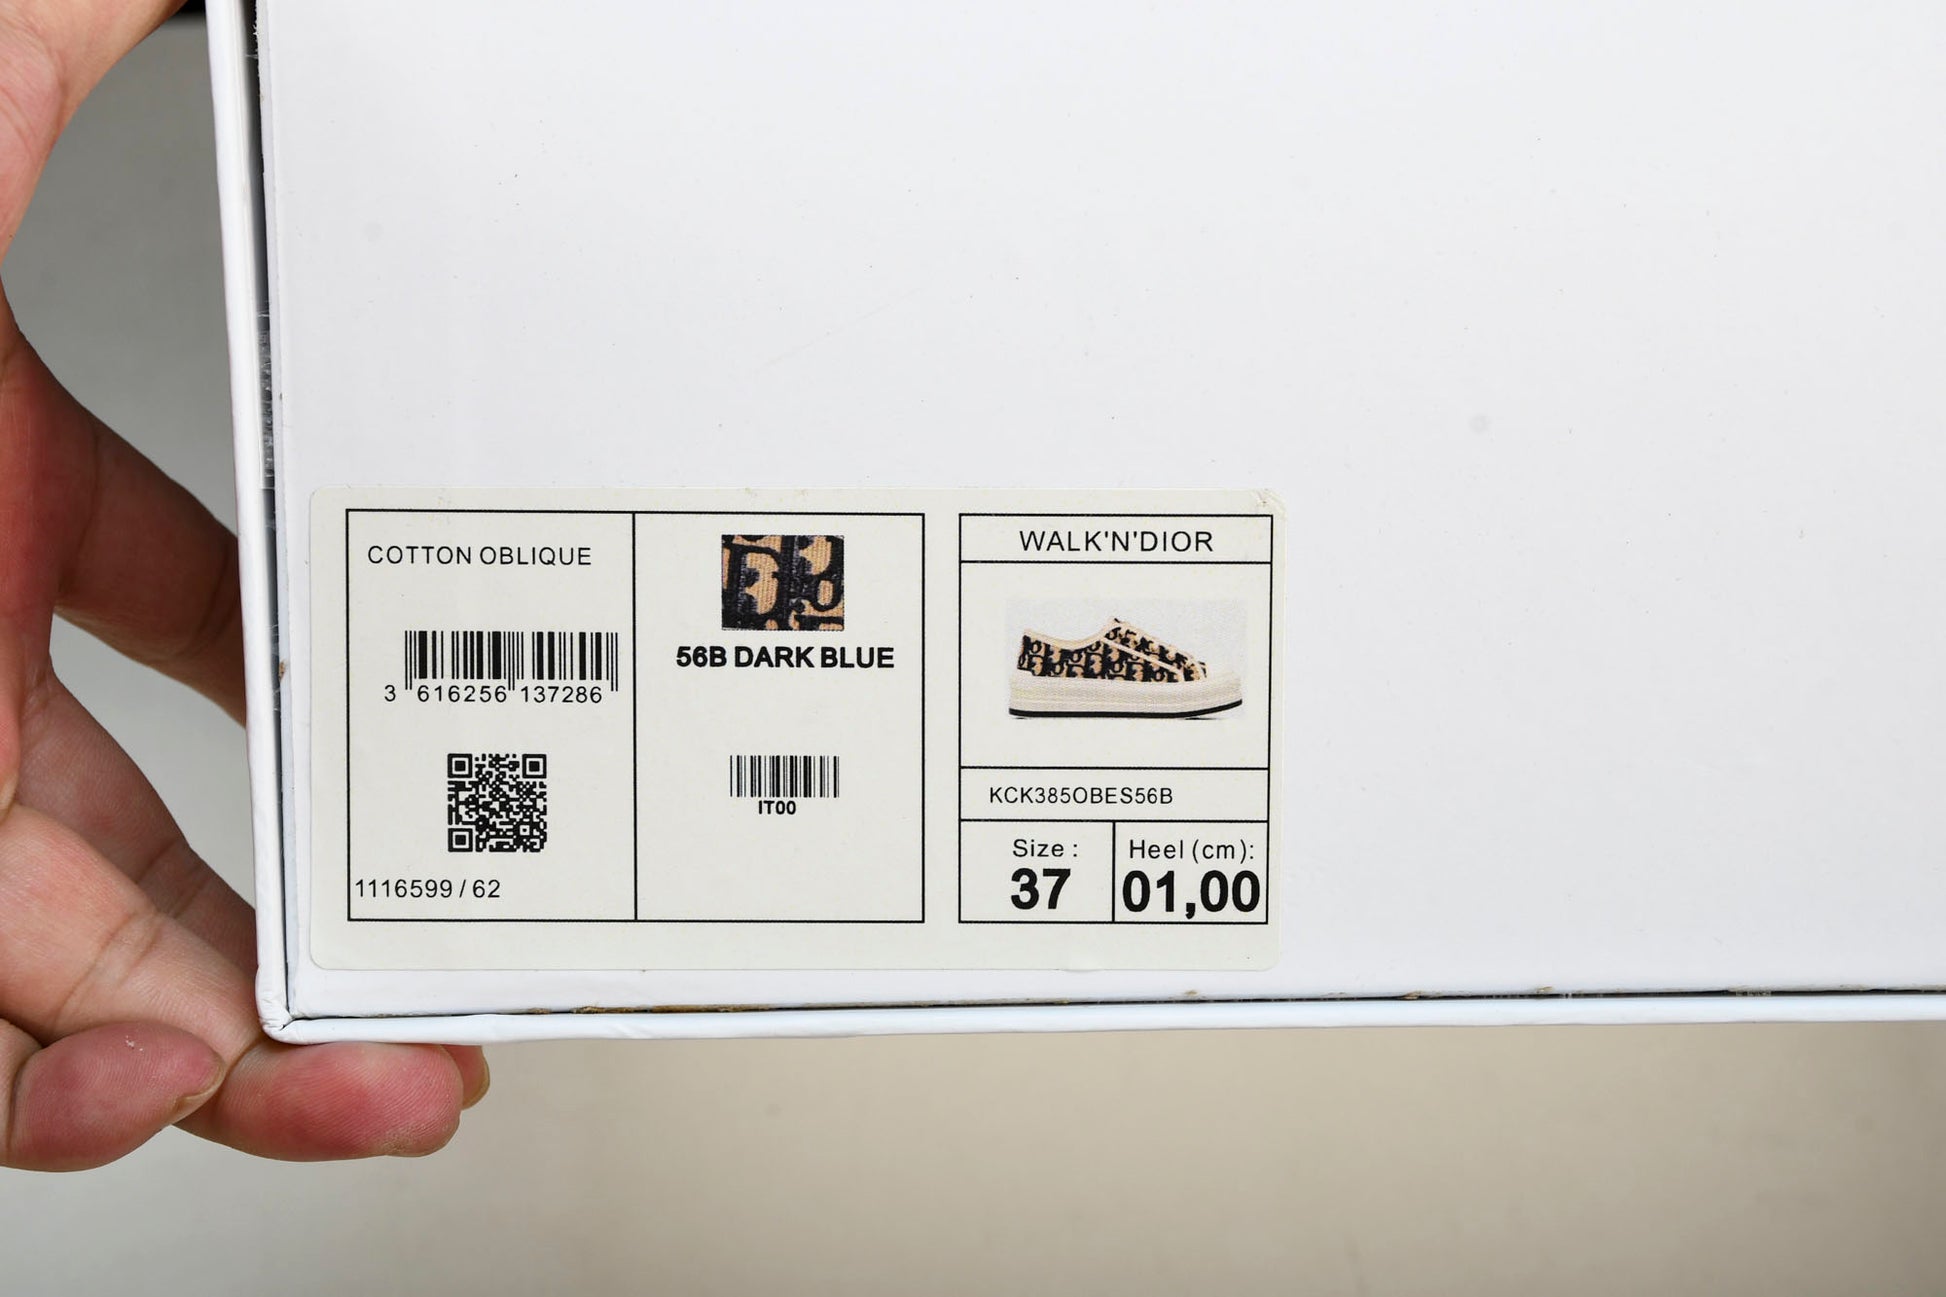 COTTON OBLIQUE
3 616256 137286
1116599 / 62
56B DARK BLUE
IT00
WALK'N'DIOR
KCK385OBES56B
Size :
37
Heel (cm):
01,00